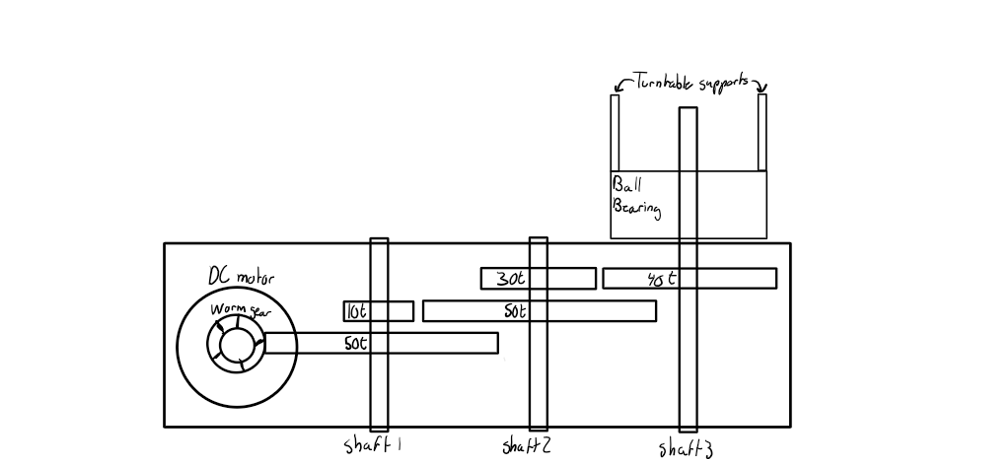 Turntable supports
Ball
Bearing
DC motor
Worm gear
30t
40t
10t
50t
50t
shaft 1
shaft 2
shaft 3